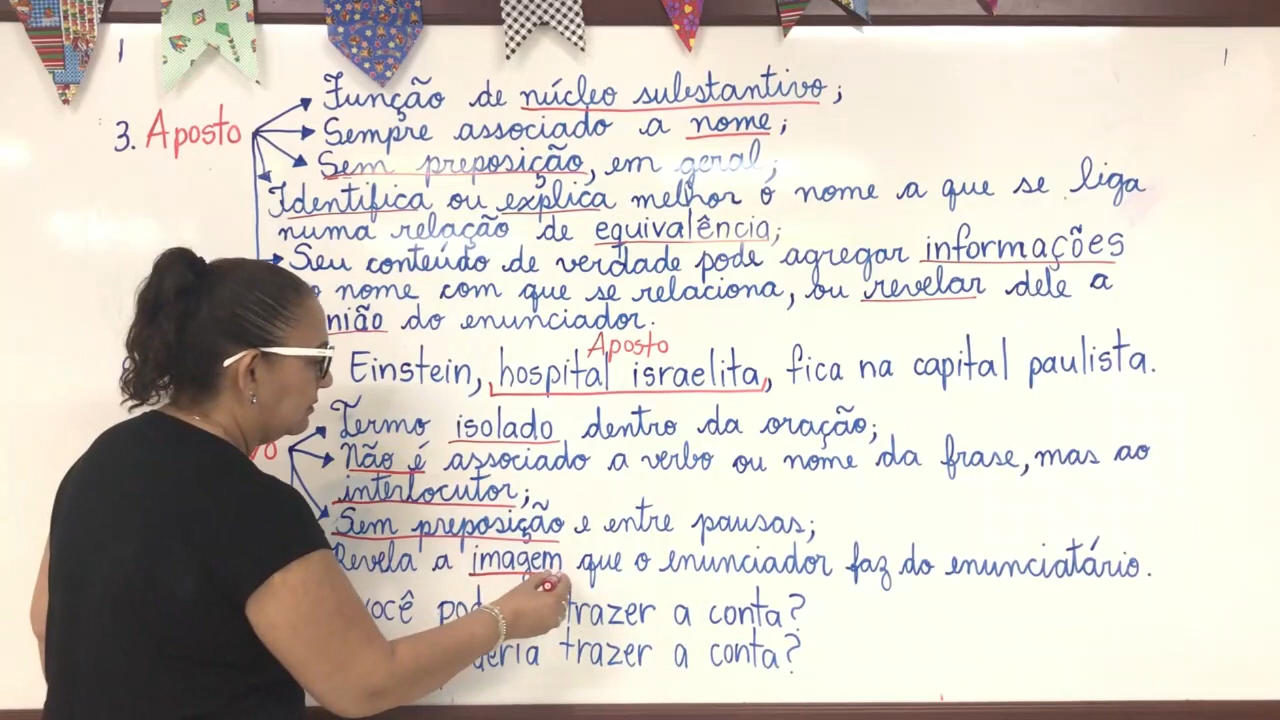 Função de núcleo substantivo;
3. Aposto
Sempre associado a nome;
Sem preposição, em geral;
Identifica ou explica melhor o nome a que se liga
numa relação de equivalência;
Seu conteúdo de verdade pode agregar informações
o nome com que se relaciona, ou revelar dele a
nião do enunciador.
Aposto
Einstein, hospital israelita, fica na capital paulista.
Termo isolado dentro da oração;
Não é associado a verbo ou nome da frase, mas ao
interlocutor;
Sem preposição e entre pausas;
Revela a imagem que o enunciador faz do enunciatário.
você trazer a conta?
deria trazer a conta?